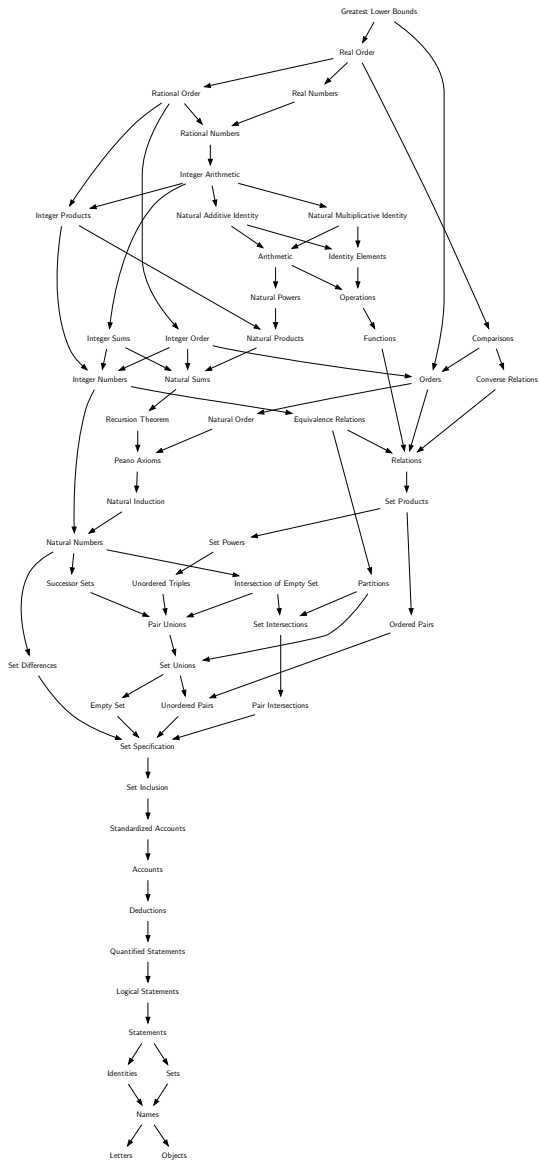 Greatest Lower Bounds
Real Order
Rational Order
Real Numbers
Rational Numbers
Integer Arithmetic
Integer Products
Natural Additive Identity
Natural Multiplicative Identity
Arithmetic
Identity Elements
Natural Powers
Operations
Integer Sums
Integer Order
Natural Products
Functions
Comparisons
Integer Numbers
Natural Sums
Orders
Converse Relations
Recursion Theorem
Natural Order
Equivalence Relations
Peano Axioms
Relations
Natural Induction
Set Products
Natural Numbers
Set Powers
Successor Sets
Unordered Triples
Intersection of Empty Set
Partitions
Pair Unions
Set Intersections
Ordered Pairs
Set Differences
Set Unions
Empty Set
Unordered Pairs
Pair Intersections
Set Specification
Set Inclusion
Standardized Accounts
Accounts
Deductions
Quantified Statements
Logical Statements
Statements
Identities
Sets
Names
Letters
Objects